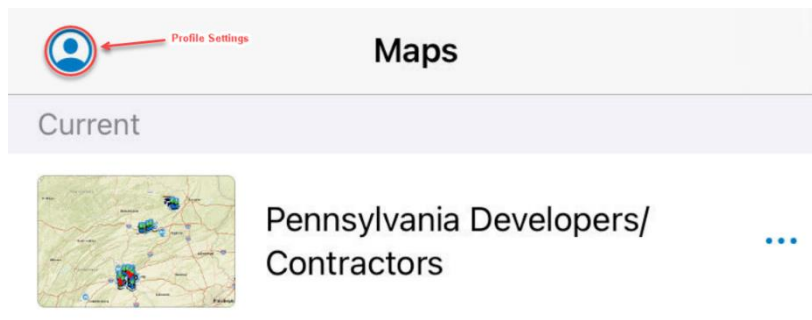 Profile Settings
Maps
Current
Pennsylvania Developers/
Contractors